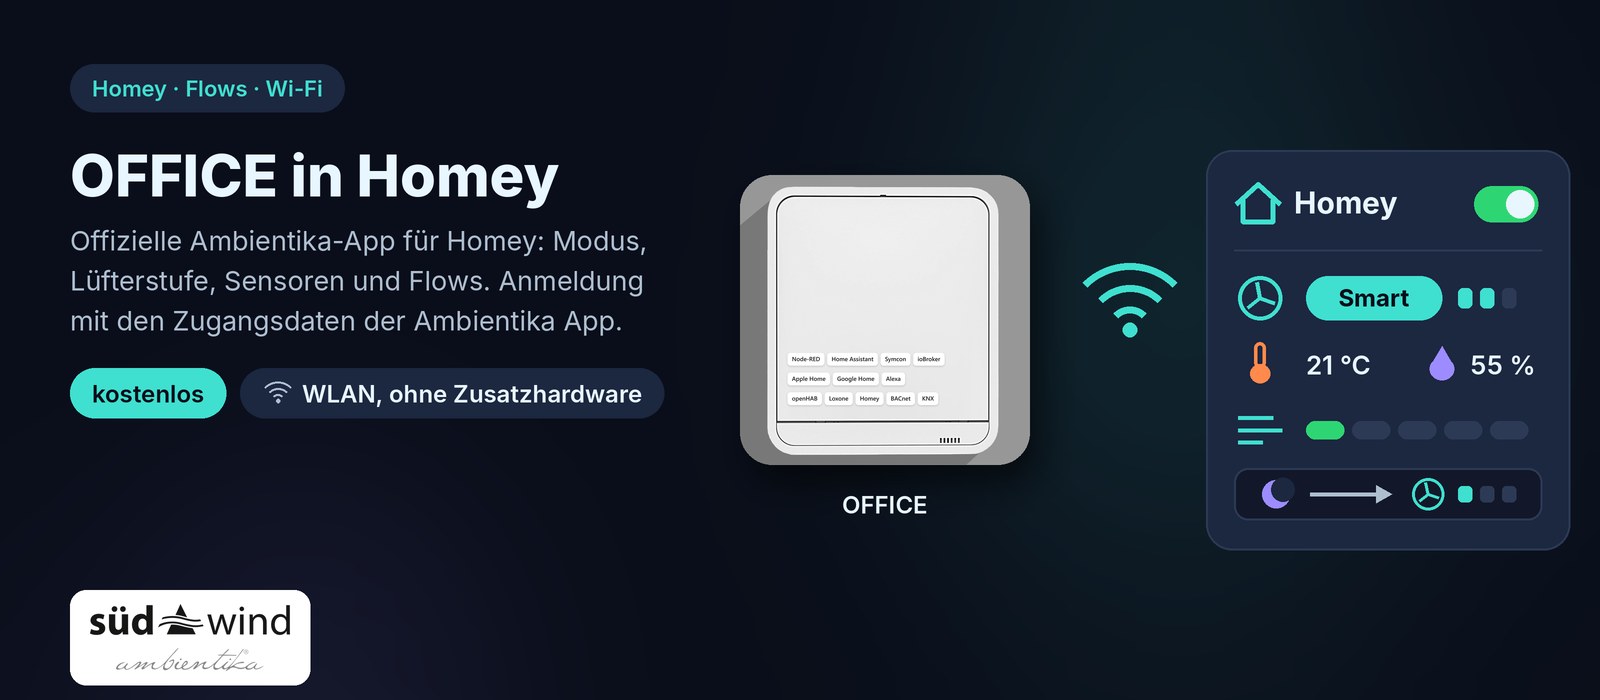 Homey · Flows · Wi-Fi
OFFICE in Homey
Offizielle Ambientika-App für Homey: Modus,
Lüfterstufe, Sensoren und Flows. Anmeldung
mit den Zugangsdaten der Ambientika App.
kostenlos
WLAN, ohne Zusatzhardware
Node-RED Home Assistant Symcon ioBroker
Apple Home Google Home Alexa
openHAB Loxone Homey BACnet KNX
OFFICE
Homey
Smart
21 °C 55 %
süd wind
ambientika®